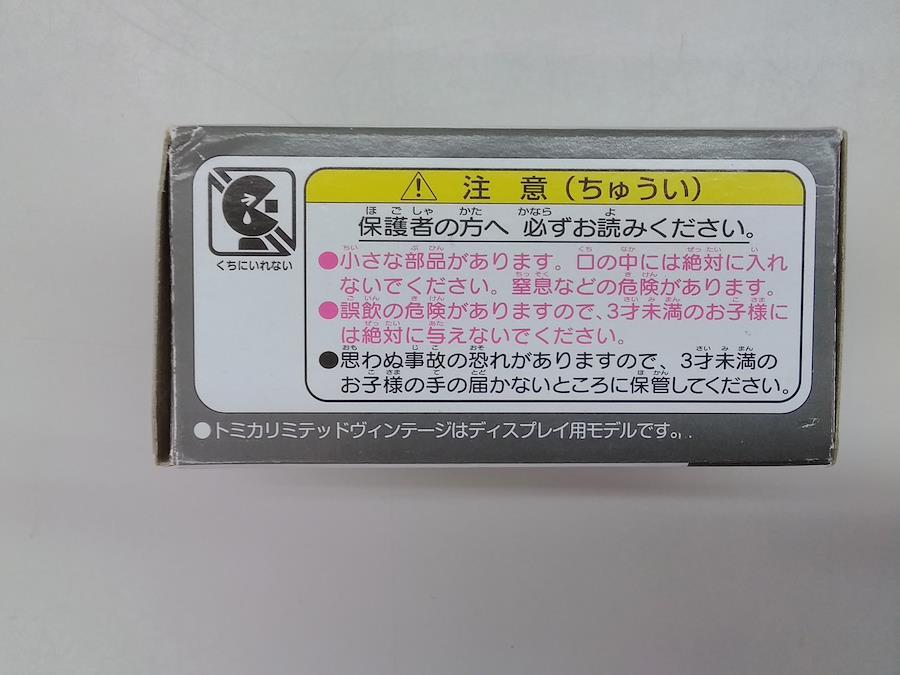 くちにいれない
注 意（ちゅうい）
保護者の方へ 必ずお読みください。
●小さな部品があります。口の中には絶対に入れ
ないでください。窒息などの危険があります。
●誤飲の危険がありますので、3才未満のお子様に
は絶対に与えないでください。
●思わぬ事故の恐れがありますので、3才未満の
お子様の手の届かないところに保管してください。
●トミカリミテッドヴィンテージはディスプレイ用モデルです。